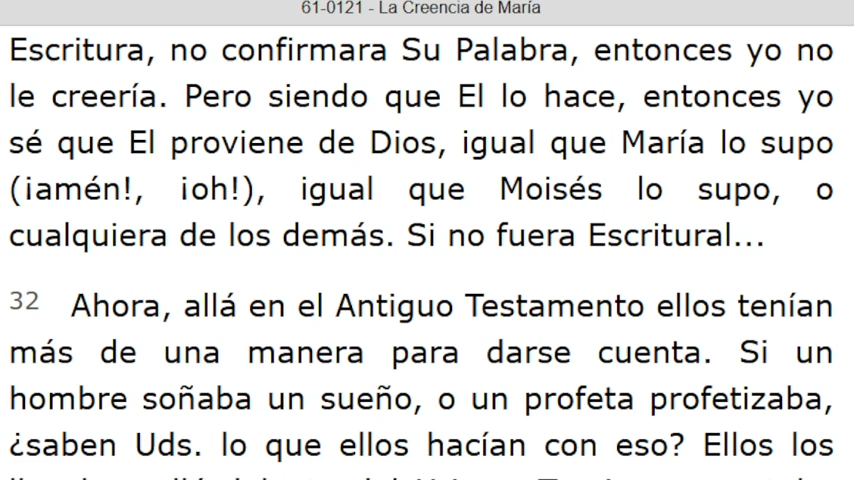 61-0121 - La Creencia de María
Escritura, no confirmara Su Palabra, entonces yo no
le creería. Pero siendo que El lo hace, entonces yo
sé que El proviene de Dios, igual que María lo supo
(¡amén!, ¡oh!), igual que Moisés lo supo, o
cualquiera de los demás. Si no fuera Escritural...
32 Ahora, allá en el Antiguo Testamento ellos tenían
más de una manera para darse cuenta. Si un
hombre soñaba un sueño, o un profeta profetizaba,
¿saben Uds. lo que ellos hacían con eso? Ellos los